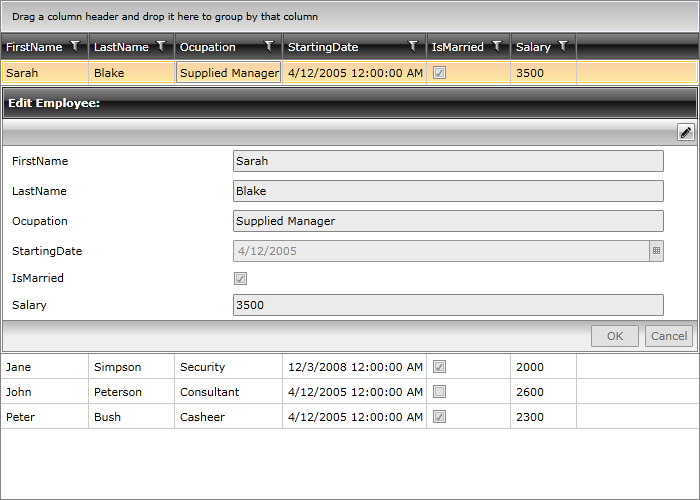 Drag a column header and drop it here to group by that column
FirstName LastName Ocupation StartingDate IsMarried Salary
Sarah Blake Supplied Manager 4/12/2005 12:00:00 AM 3500
Edit Employee:
FirstName Sarah
LastName Blake
Ocupation Supplied Manager
StartingDate 4/12/2005
IsMarried
Salary 3500
OK Cancel
Jane Simpson Security 12/3/2008 12:00:00 AM 2000
John Peterson Consultant 4/12/2005 12:00:00 AM 2600
Peter Bush Casheer 4/12/2005 12:00:00 AM 2300